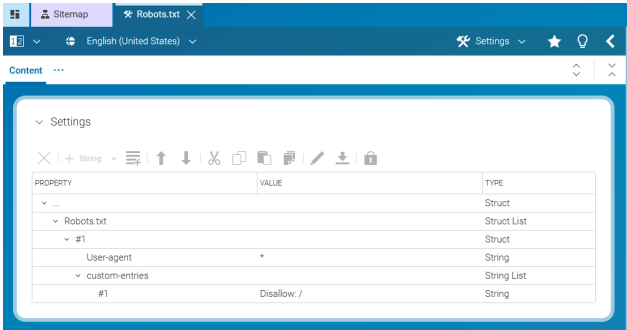 Sitemap
Robots.txt
12 English (United States) Settings
Content ...
Settings
+ String
PROPERTY VALUE TYPE
... Struct
Robots.txt Struct List
#1 Struct
User-agent * String
custom-entries String List
#1 Disallow: / String